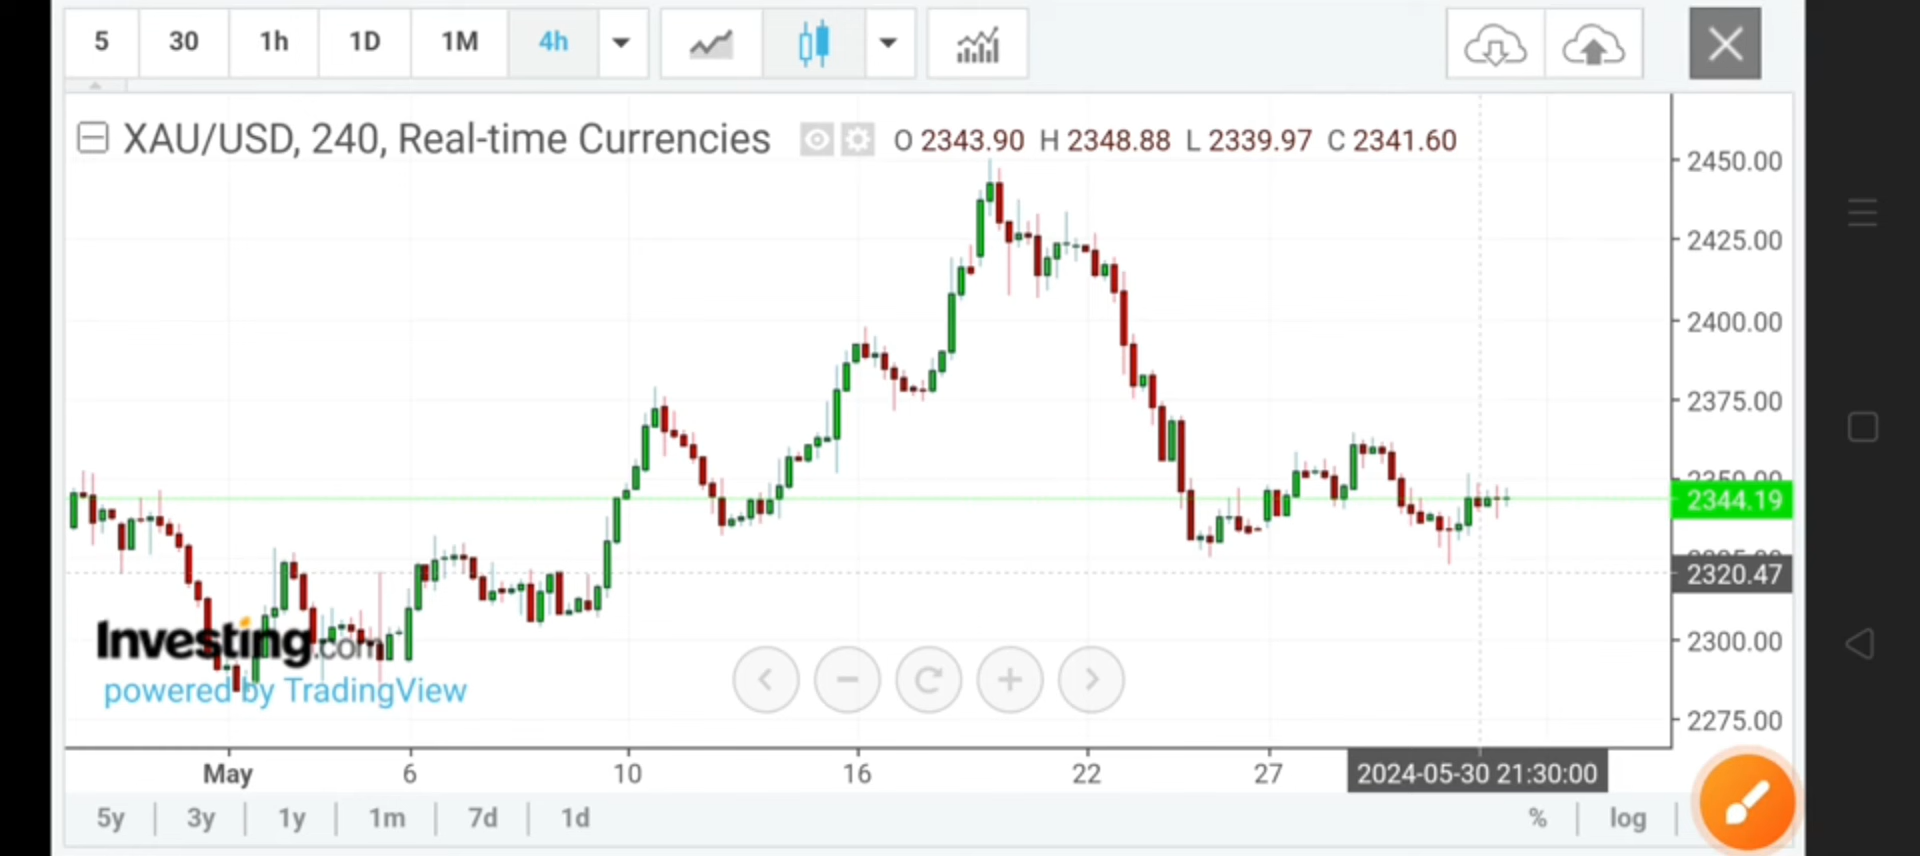 5 30 1h 1D 1M 4h
XAU/USD, 240, Real-time Currencies O 2343.90 H 2348.88 L 2339.97 C 2341.60
2450.00
2425.00
2400.00
2375.00
2344.19
2320.47
2300.00
2275.00
Investing.com
powered by TradingView
May 6 10 16 22 27 2024-05-30 21:30:00
5y 3y 1y 1m 7d 1d % log